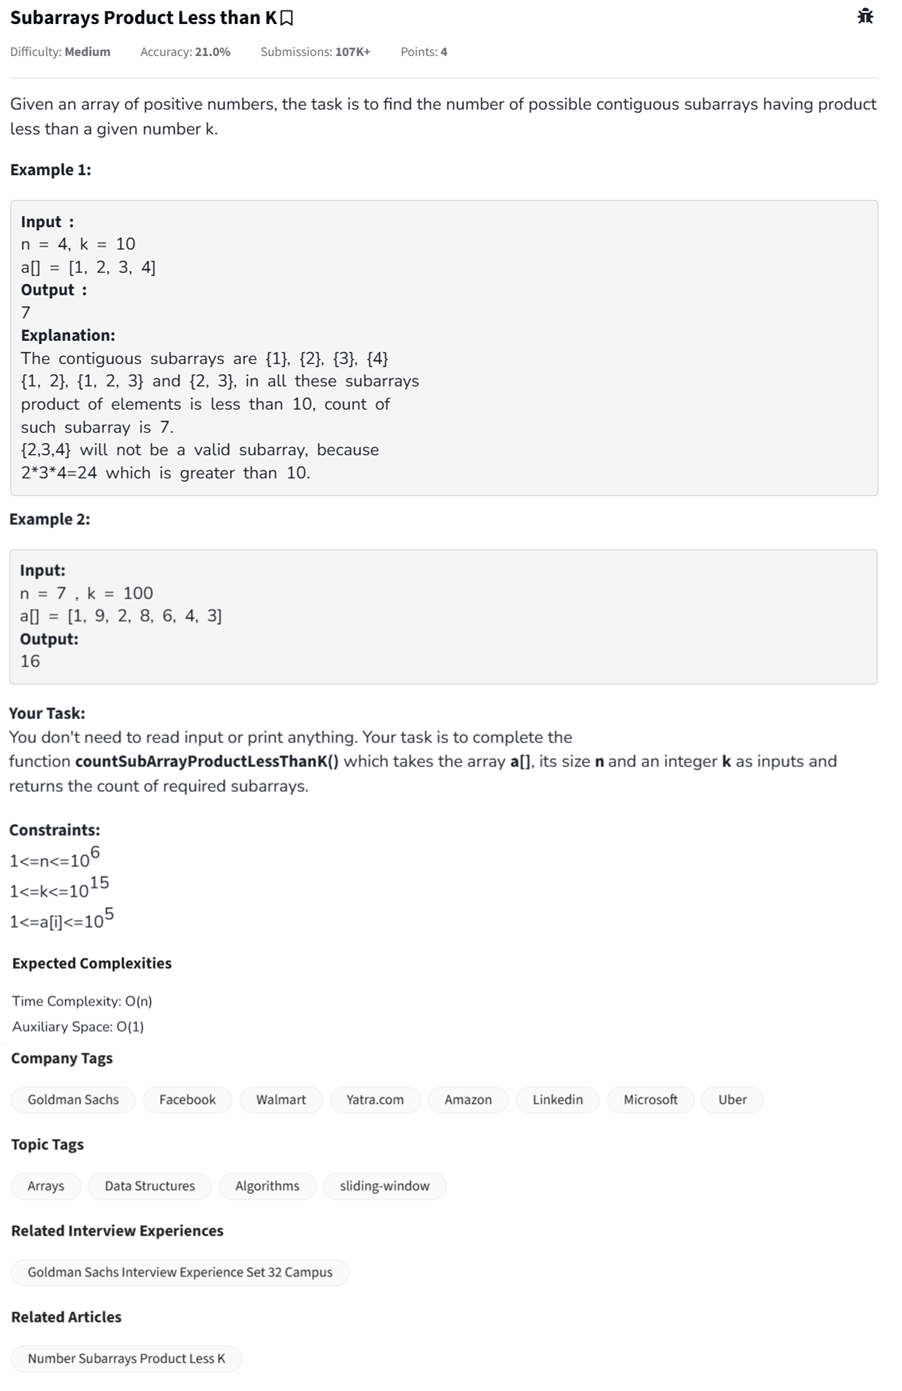 Subarrays Product Less than K
Difficulty: Medium Accuracy: 21.0% Submissions: 107K+ Points: 4
Given an array of positive numbers, the task is to find the number of possible contiguous subarrays having product
less than a given number k.
Example 1:
Input :
n = 4, k = 10
a[] = [1, 2, 3, 4]
Output :
7
Explanation:
The contiguous subarrays are {1}, {2}, {3}, {4}
{1, 2}, {1, 2, 3} and {2, 3}, in all these subarrays
product of elements is less than 10, count of
such subarray is 7.
{2,3,4} will not be a valid subarray, because
2*3*4=24 which is greater than 10.
Example 2:
Input:
n = 7 , k = 100
a[] = [1, 9, 2, 8, 6, 4, 3]
Output:
16
Your Task:
You don't need to read input or print anything. Your task is to complete the
function countSubArrayProductLessThanK() which takes the array a[], its size n and an integer k as inputs and
returns the count of required subarrays.
Constraints:
1<=n<=10^6
1<=k<=10^15
1<=a[i]<=10^5
Expected Complexities
Time Complexity: O(n)
Auxiliary Space: O(1)
Company Tags
Goldman Sachs Facebook Walmart Yatra.com Amazon Linkedin Microsoft Uber
Topic Tags
Arrays Data Structures Algorithms sliding-window
Related Interview Experiences
Goldman Sachs Interview Experience Set 32 Campus
Related Articles
Number Subarrays Product Less K